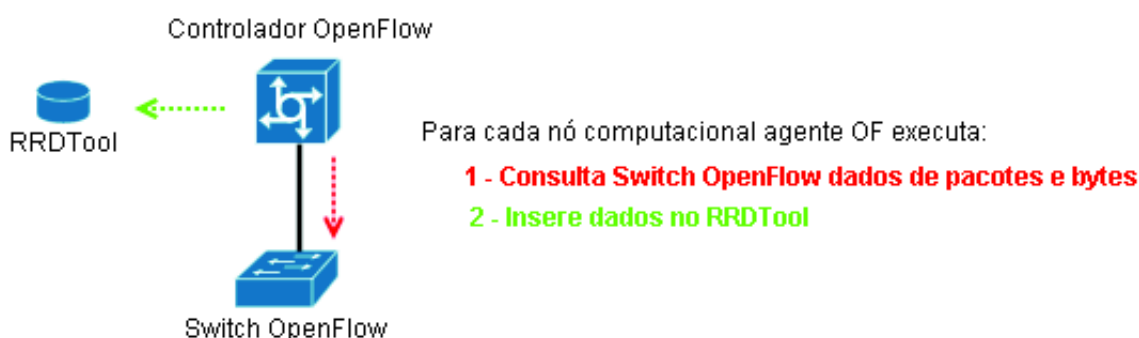 Controlador OpenFlow
RRDTool
Para cada nó computacional agente OF executa:
1 - Consulta Switch OpenFlow dados de pacotes e bytes
2 - Insere dados no RRDTool
Switch OpenFlow